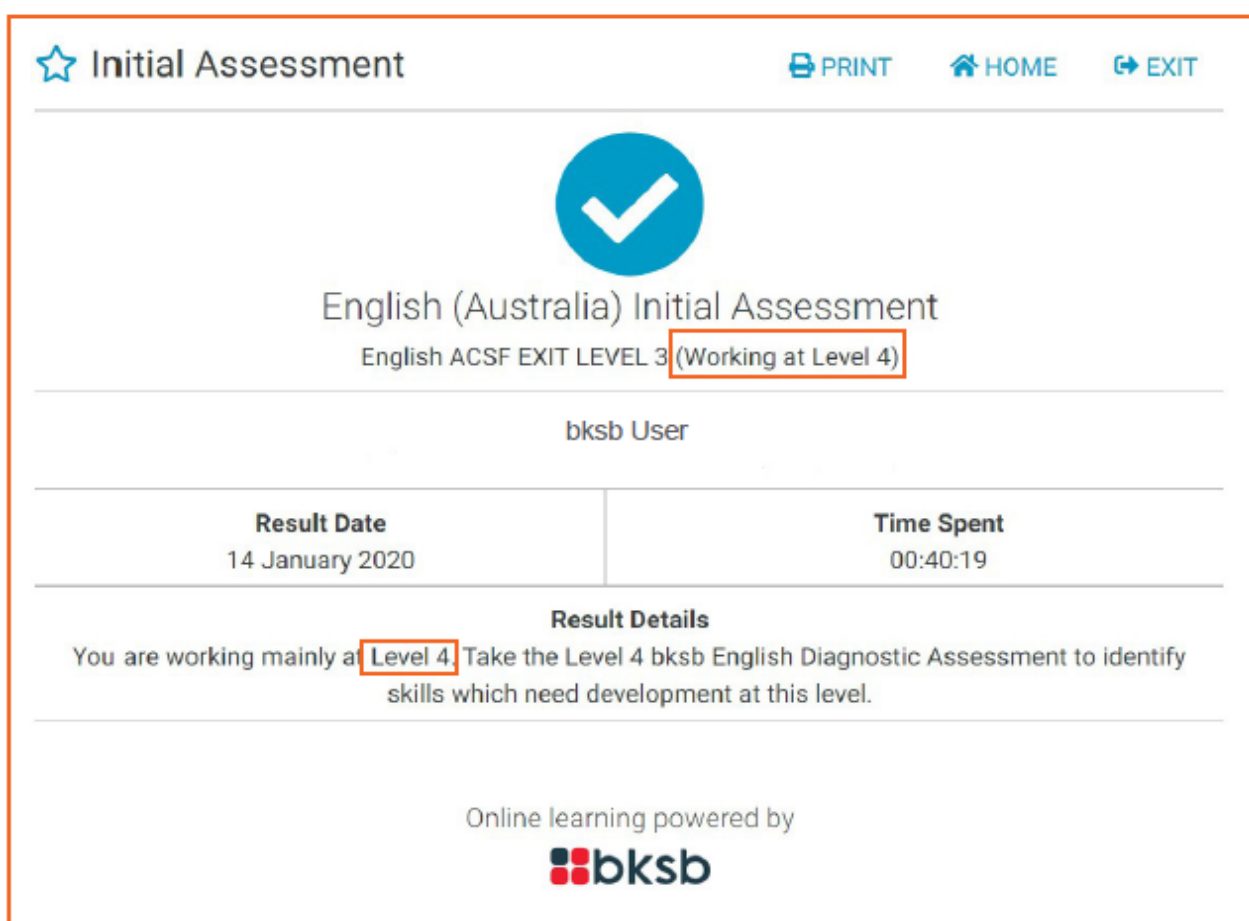 Initial Assessment PRINT HOME EXIT
English (Australia) Initial Assessment
English ACSF EXIT LEVEL 3 (Working at Level 4)
bksb User
Result Date Time Spent
14 January 2020 00:40:19
Result Details
You are working mainly at Level 4. Take the Level 4 bksb English Diagnostic Assessment to identify
skills which need development at this level.
Online learning powered by
bksb